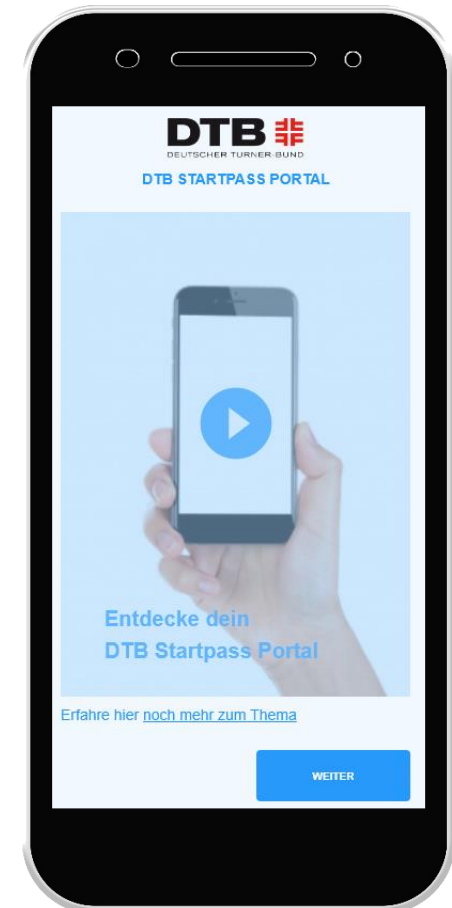 DTB
DEUTSCHER TURNER-BUND
DTB STARTPASS PORTAL
Entdecke dein
DTB Startpass Portal
Erfahre hier noch mehr zum Thema
WEITER